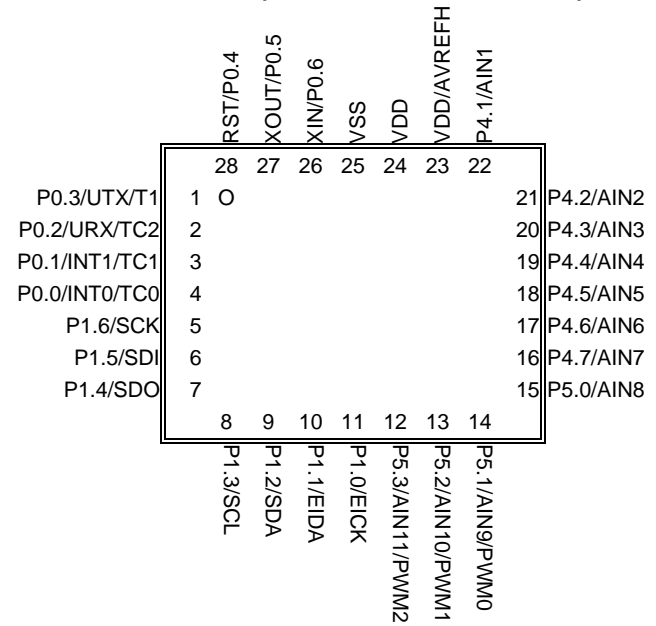 RST/P0.4
XOUT/P0.5
XIN/P0.6
VSS
VDD
VDD/AVREFH
P4.1/AIN1
28 27 26 25 24 23 22
P0.3/UTX/T1 1 O 21 P4.2/AIN2
P0.2/URX/TC2 2 20 P4.3/AIN3
P0.1/INT1/TC1 3 19 P4.4/AIN4
P0.0/INT0/TC0 4 18 P4.5/AIN5
P1.6/SCK 5 17 P4.6/AIN6
P1.5/SDI 6 16 P4.7/AIN7
P1.4/SDO 7 15 P5.0/AIN8
8 9 10 11 12 13 14
P1.3/SCL
P1.2/SDA
P1.1/EIDA
P1.0/EICK
P5.3/AIN11/PWM2
P5.2/AIN10/PWM1
P5.1/AIN9/PWM0